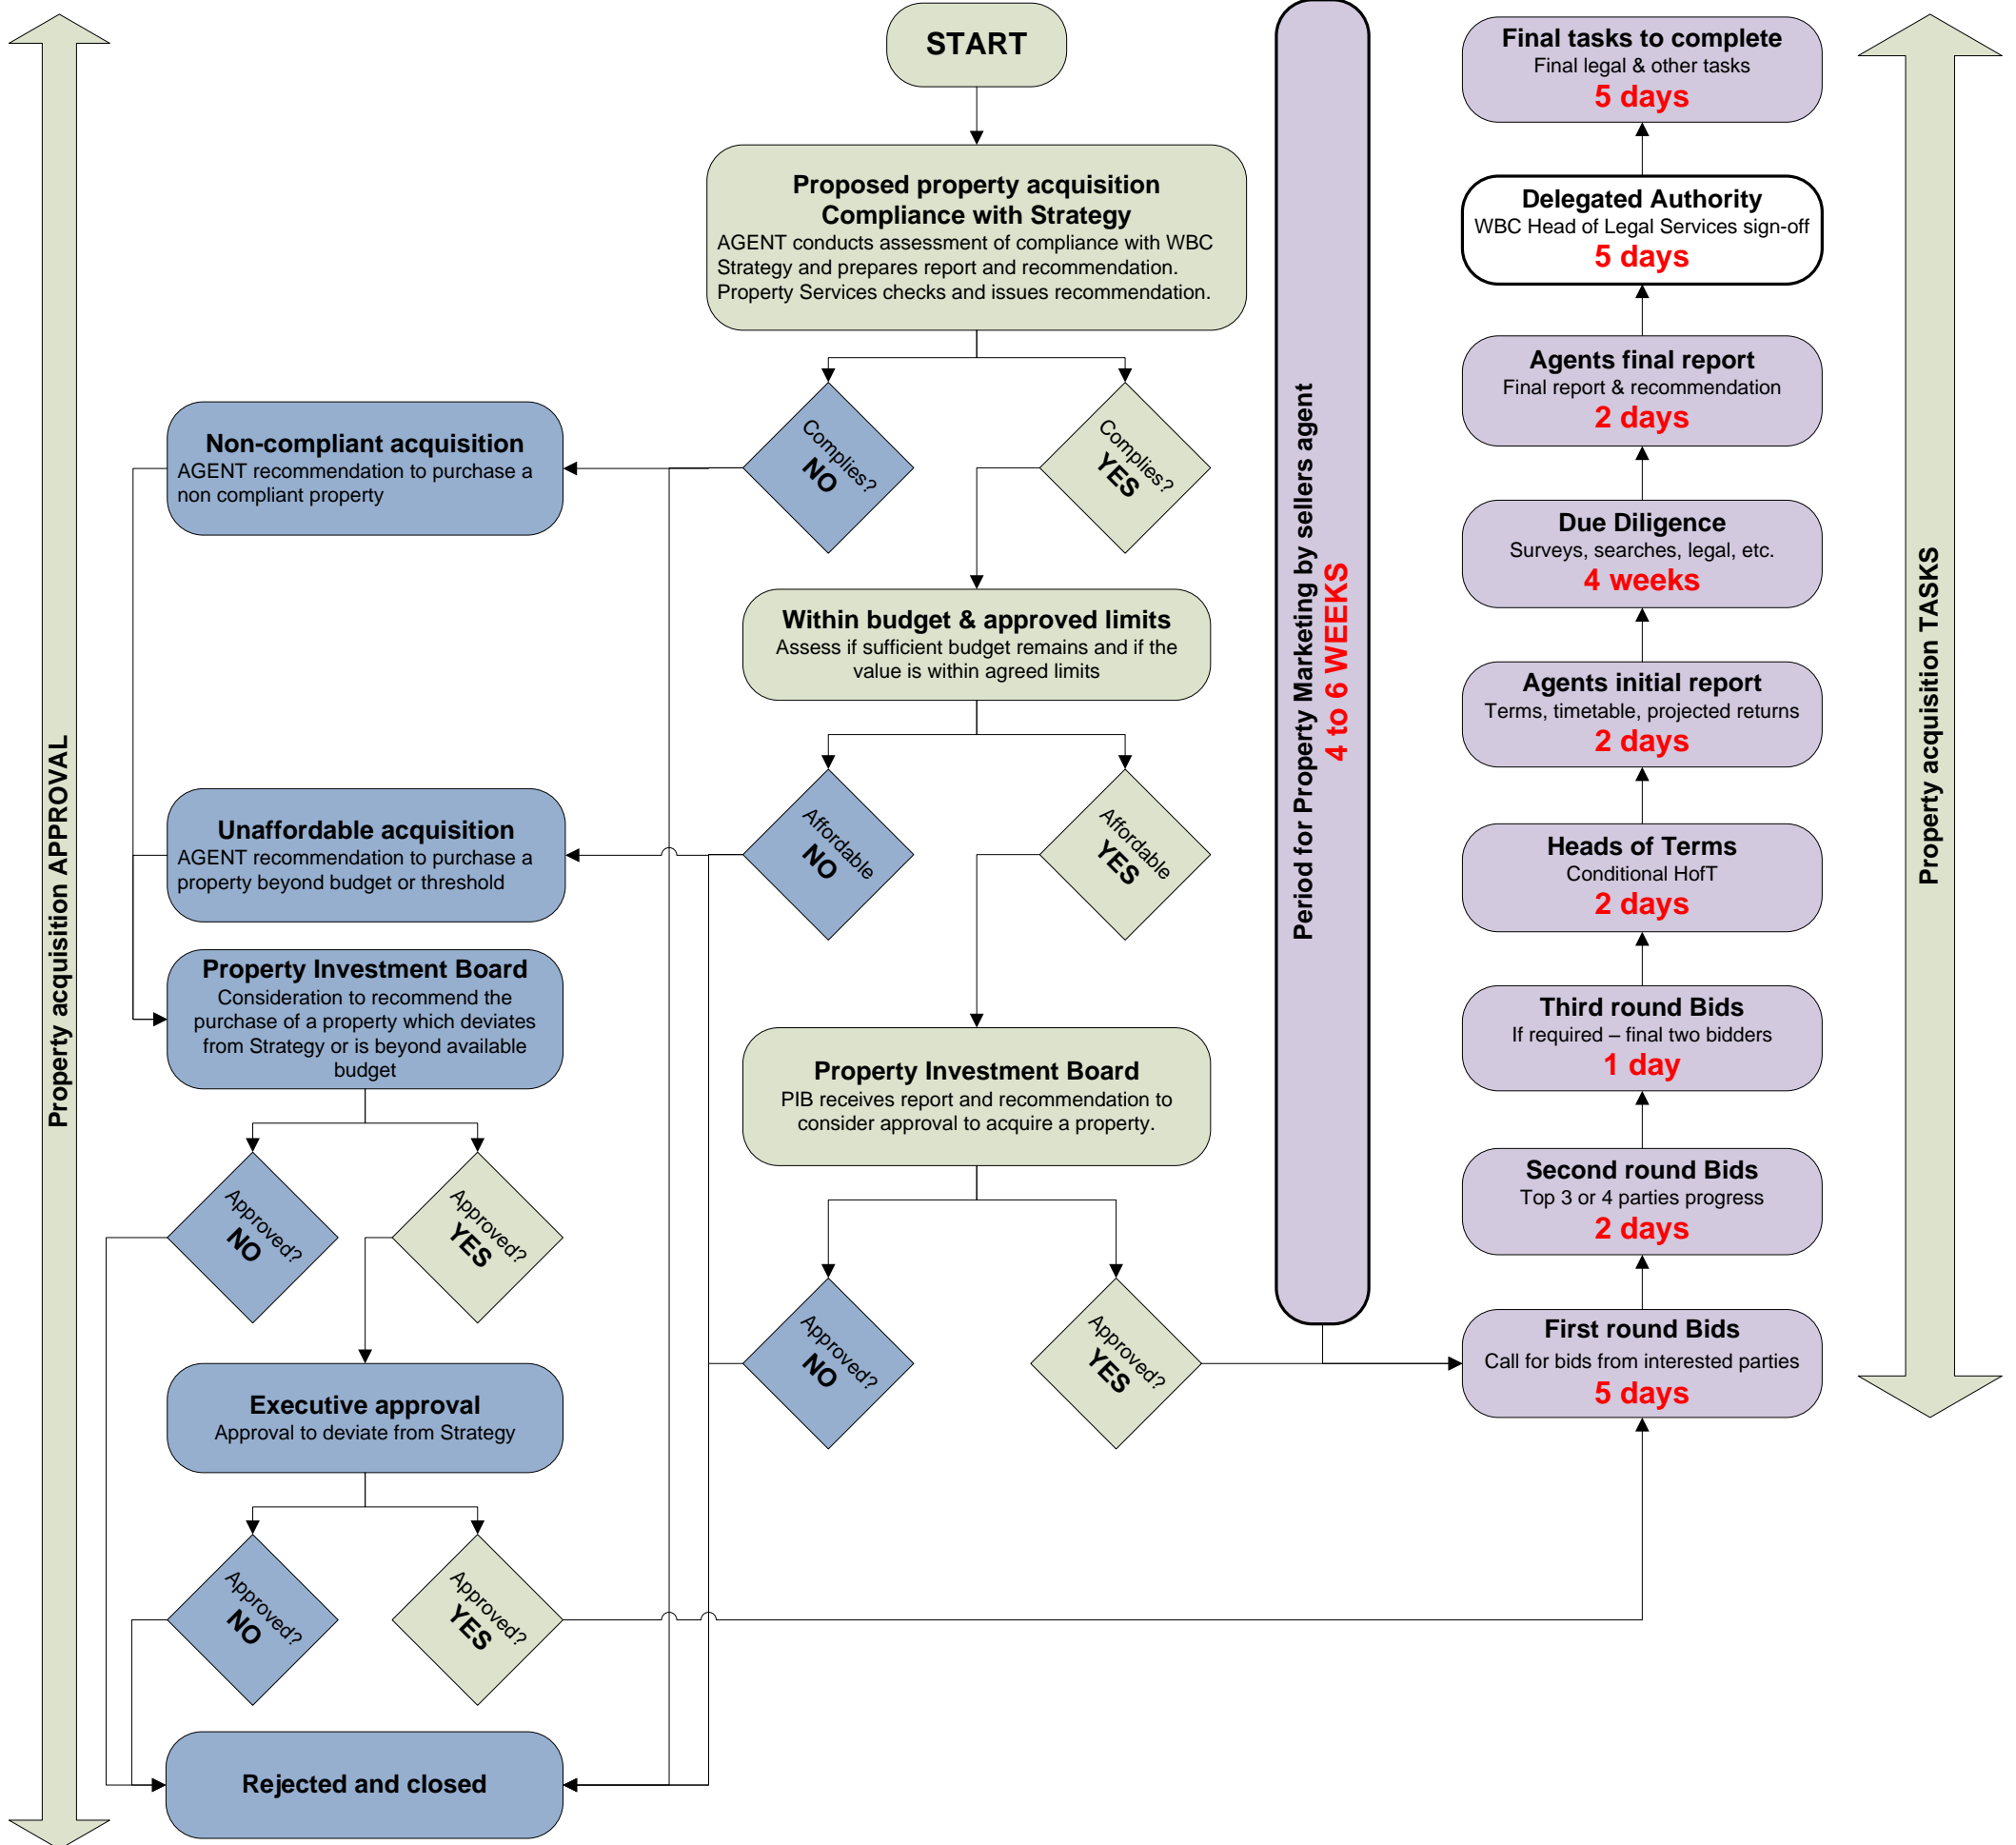 START
Proposed property acquisition
Compliance with Strategy
AGENT conducts assessment of compliance with WBC
Strategy and prepares report and recommendation.
Property Services checks and issues recommendation.
Complies?
NO
Complies?
YES
Non-compliant acquisition
AGENT recommendation to purchase a
non compliant property
Within budget & approved limits
Assess if sufficient budget remains and if the
value is within agreed limits
Affordable
NO
Affordable
YES
Unaffordable acquisition
AGENT recommendation to purchase a
property beyond budget or threshold
Property Investment Board
Consideration to recommend the
purchase of a property which deviates
from Strategy or is beyond available
budget
Approved?
NO
Approved?
YES
Property Investment Board
PIB receives report and recommendation to
consider approval to acquire a property.
Approved?
NO
Approved?
YES
Executive approval
Approval to deviate from Strategy
Approved?
NO
Approved?
YES
Rejected and closed
Property acquisition APPROVAL
Period for Property Marketing by sellers agent
4 to 6 WEEKS
Final tasks to complete
Final legal & other tasks
5 days
Delegated Authority
WBC Head of Legal Services sign-off
5 days
Agents final report
Final report & recommendation
2 days
Due Diligence
Surveys, searches, legal, etc.
4 weeks
Agents initial report
Terms, timetable, projected returns
2 days
Heads of Terms
Conditional HofT
2 days
Third round Bids
If required – final two bidders
1 day
Second round Bids
Top 3 or 4 parties progress
2 days
First round Bids
Call for bids from interested parties
5 days
Property acquisition TASKS